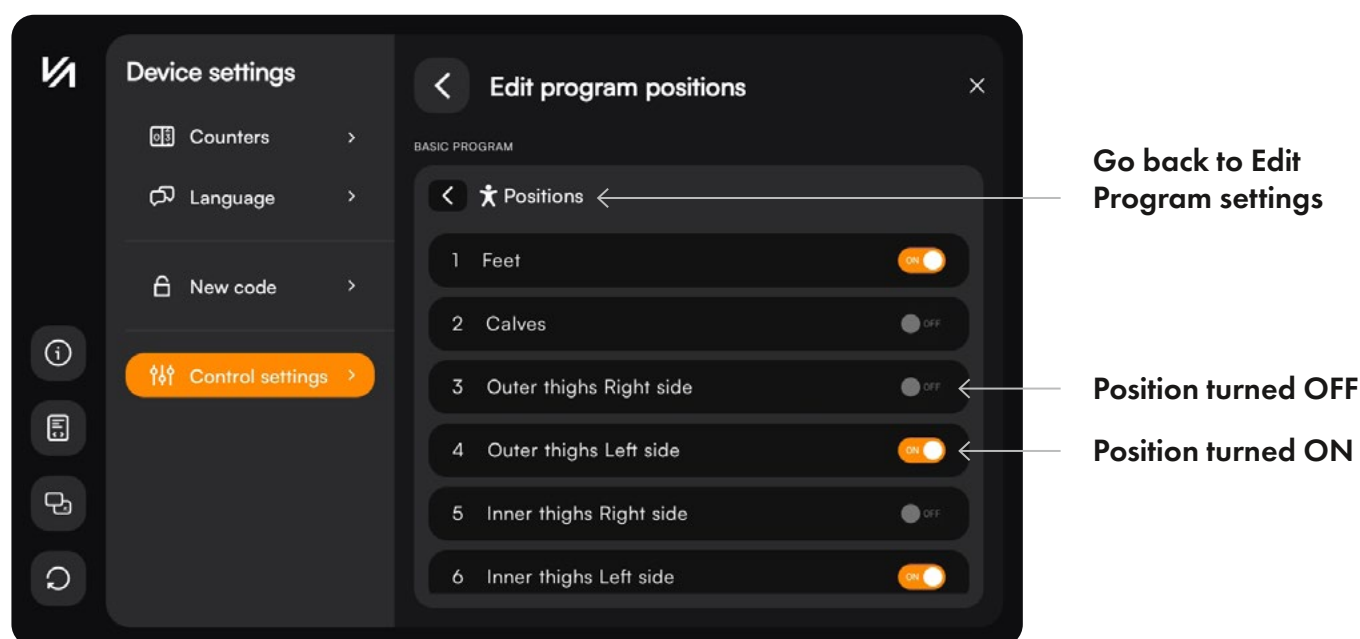 Device settings
Counters
Language
New code
Control settings
Edit program positions
BASIC PROGRAM
Positions
1 Feet ON
2 Calves OFF
3 Outer thighs Right side OFF
4 Outer thighs Left side ON
5 Inner thighs Right side OFF
6 Inner thighs Left side ON
Go back to Edit
Program settings
Position turned OFF
Position turned ON